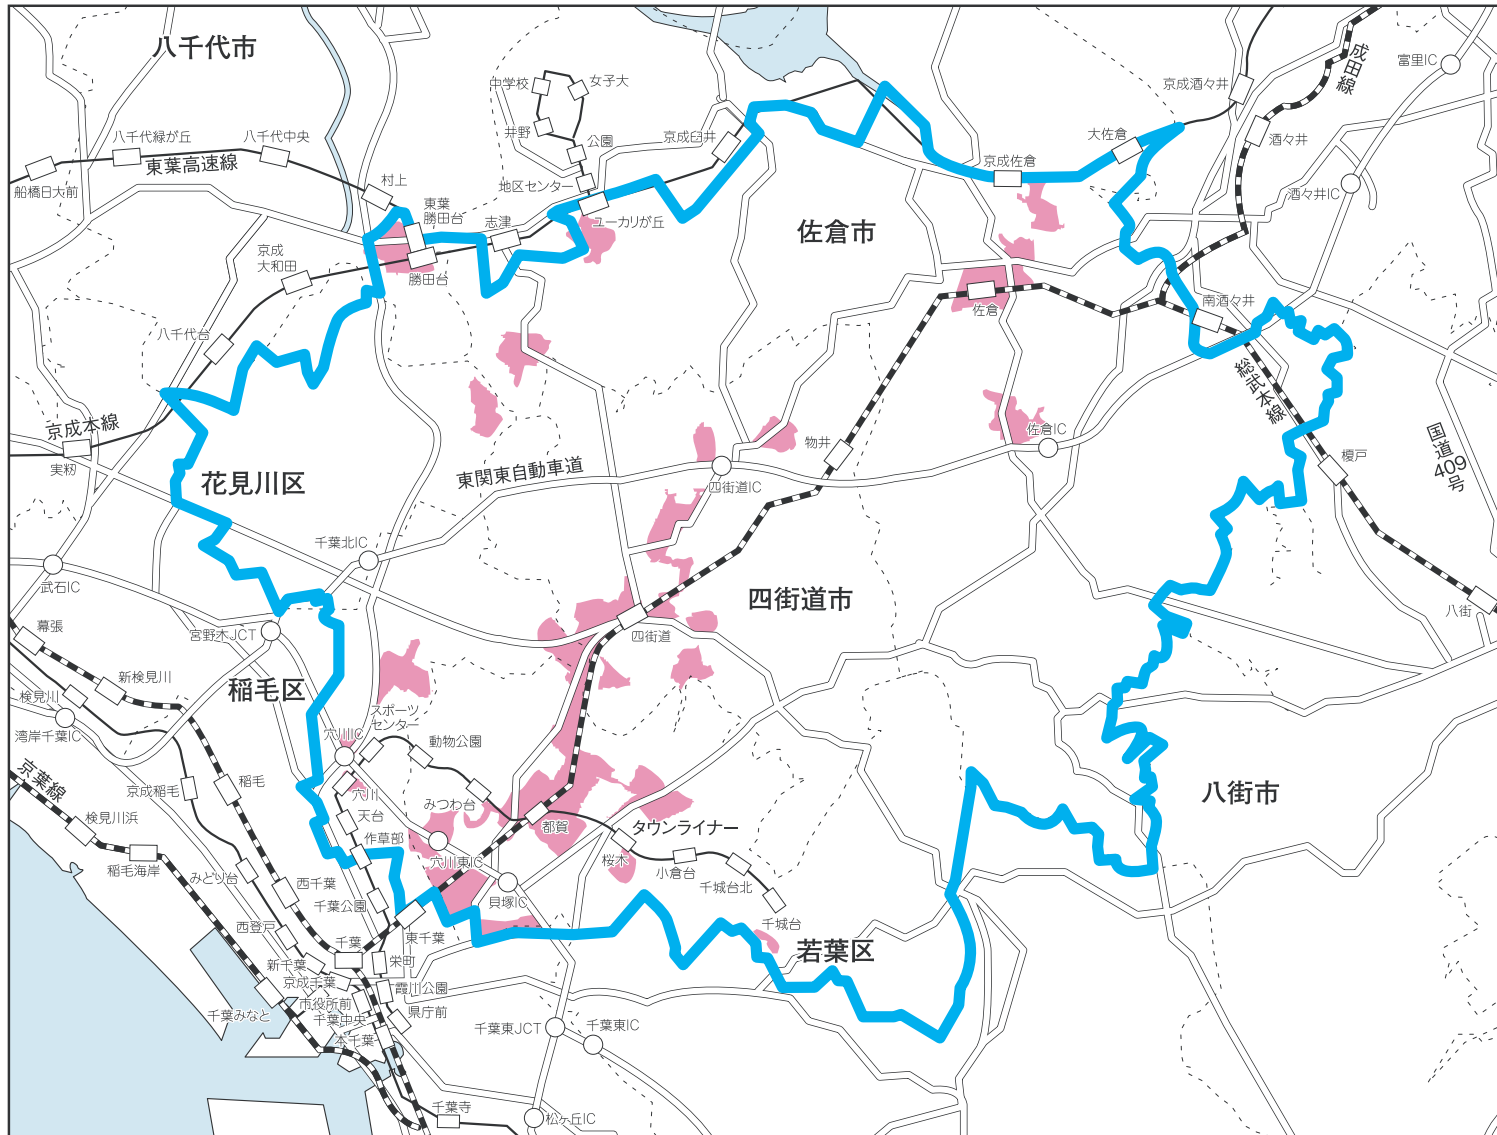 八千代市
成田線
富里IC
中学校
女子大
京成酒々井
井野
公園
京成臼井
大佐倉
酒々井
八千代緑が丘
八千代中央
東葉高速線
船橋日大前
村上
地区センター
京成佐倉
酒々井IC
東葉
勝田台
志津
ユーカリが丘
佐倉市
京成
大和田
勝田台
佐倉
南酒々井
八千代台
総武本線
京成本線
実籾
花見川区
東関東自動車道
四街道IC
物井
佐倉IC
榎戸
国道
409
号
千葉北IC
武石IC
四街道市
八街
幕張
宮野木JCT
四街道
新検見川
検見川
稲毛区
湾岸千葉IC
スポーツ
センター
穴川IC
動物公園
京葉線
京成稲毛
稲毛
穴川
みつわ台
八街市
検見川浜
天台
都賀
タウンライナー
作草部
稲毛海岸
穴川東IC
桜木
小倉台
みどり台
西千葉
千葉公園
貝塚IC
千城台北
千城台
西登戸
千葉
東千葉
若葉区
新千葉
栄町
京成千葉
葭川公園
市役所前
千葉みなと
千葉中央
県庁前
本千葉
千葉東JCT
千葉東IC
千葉寺
松ヶ丘IC